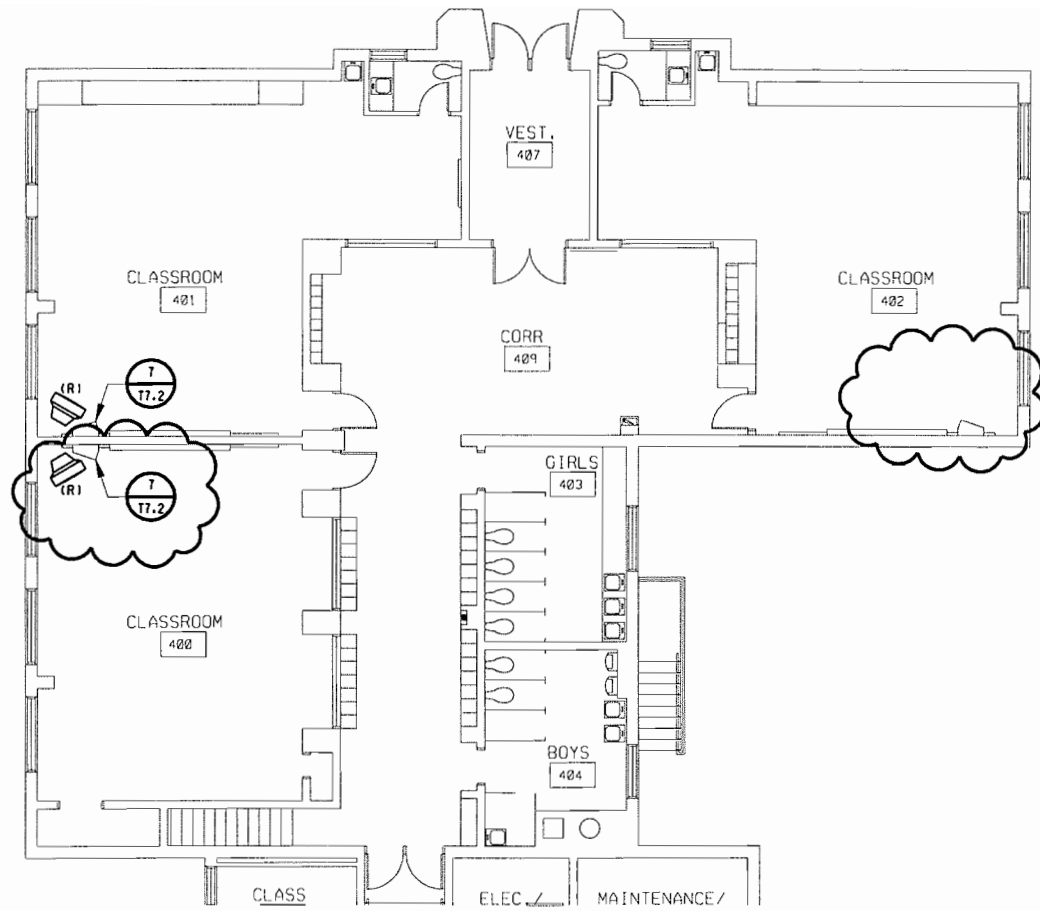 VEST.
407
CLASSROOM
401
CLASSROOM
402
CORR
409
(R)
7
T7.2
(R)
7
T7.2
GIRLS
403
CLASSROOM
400
BOYS
404
CLASS
ELEC /
MAINTENANCE/